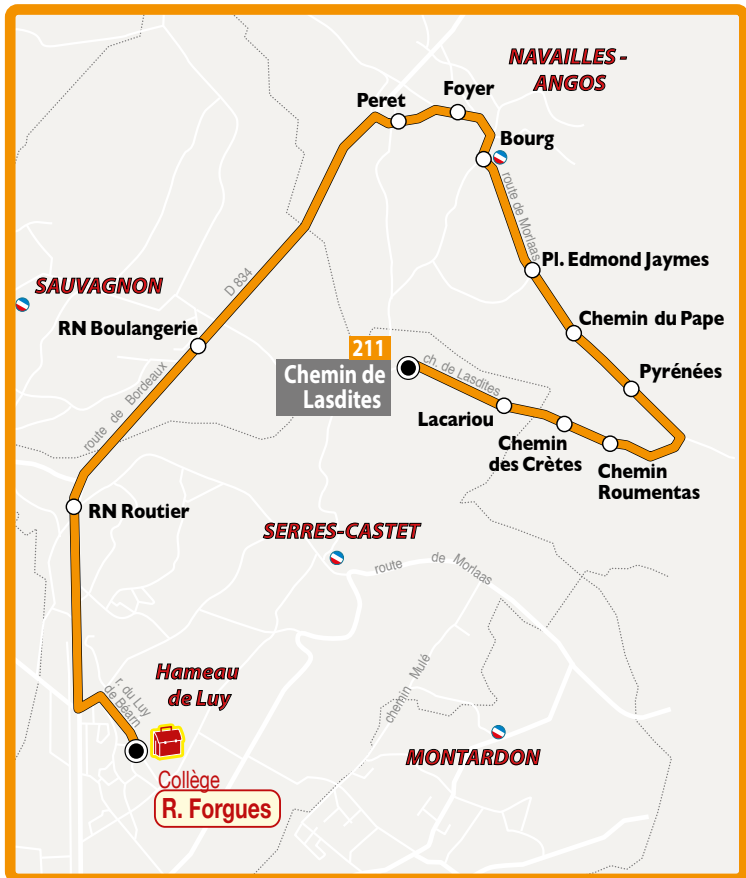 NAVAILLES -
ANGOS
Foyer
Peret
Bourg
route de Morlaas
Pl. Edmond Jaymes
D 834
SAUVAGNON
Chemin du Pape
RN Boulangerie
211
Chemin de
Lasdites
ch. de Lasdites
Pyrénées
route de Bordeaux
Lacariou
Chemin
des Crètes
Chemin
Roumentas
RN Routier
SERRES-CASTET
route de Morlaas
Hameau
de Luy
r. du Luy
de Béarn
chemin Mulé
MONTARDON
Collège
R. Forgues